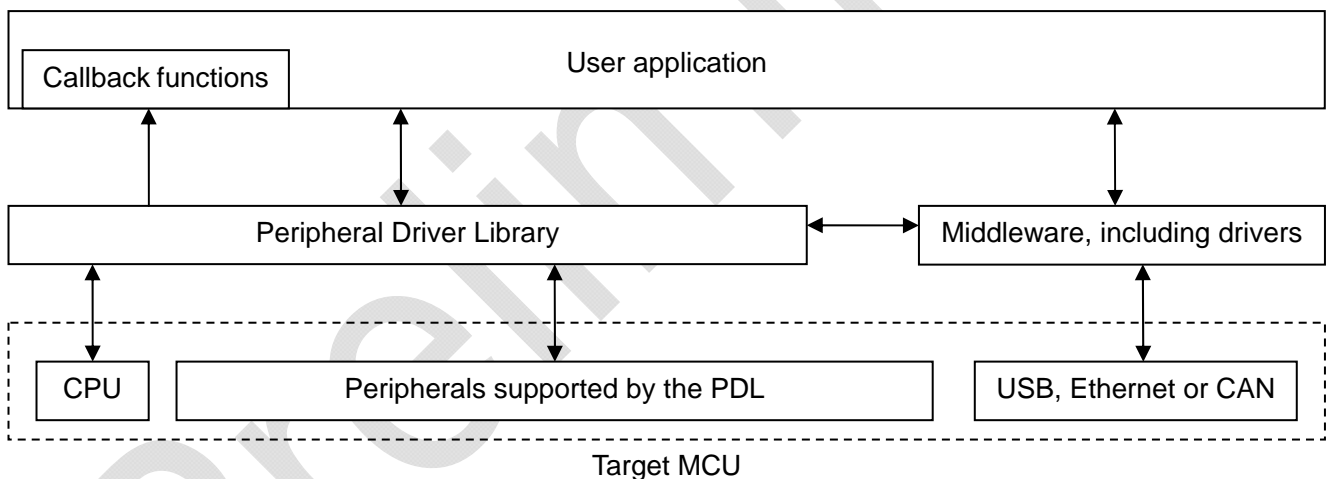 User application
Callback functions
Peripheral Driver Library
Middleware, including drivers
CPU
Peripherals supported by the PDL
USB, Ethernet or CAN
Target MCU